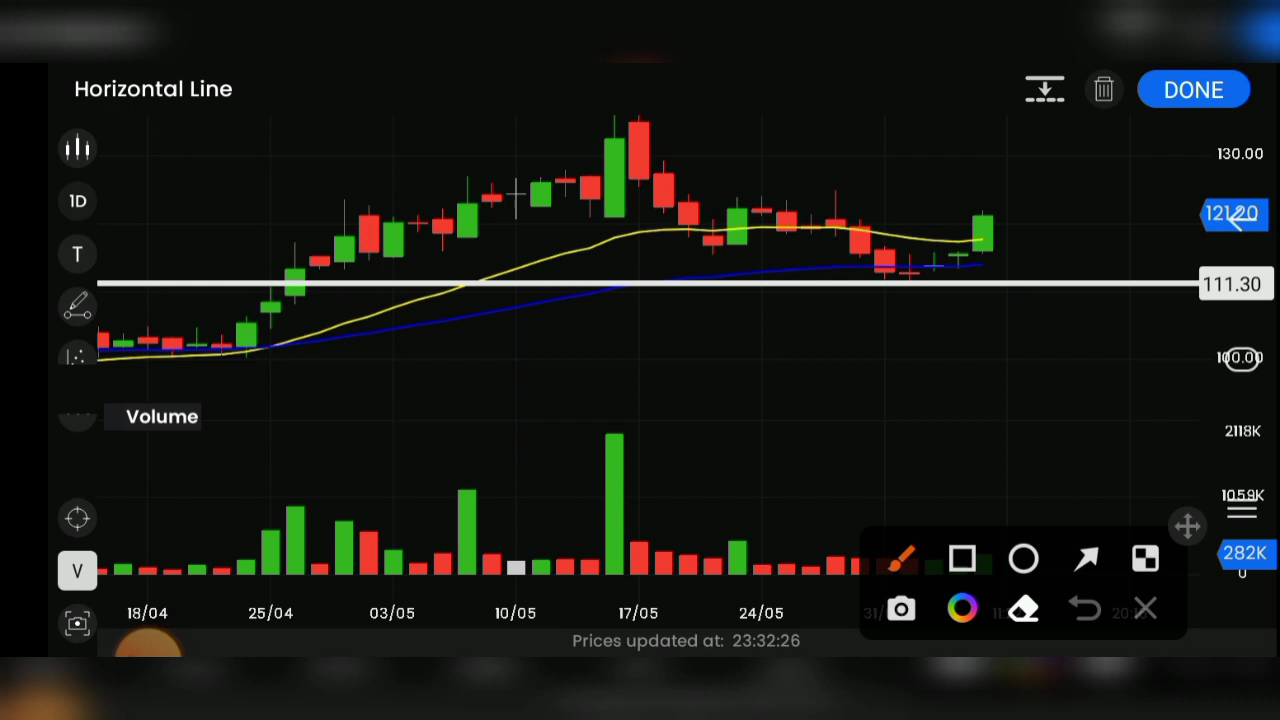 Horizontal Line
DONE
130.00
1D
121.20
T
111.30
100.00
Volume
2118K
1059K
V
282K
0
18/04
25/04
03/05
10/05
17/05
24/05
31/
Prices updated at: 23:32:26